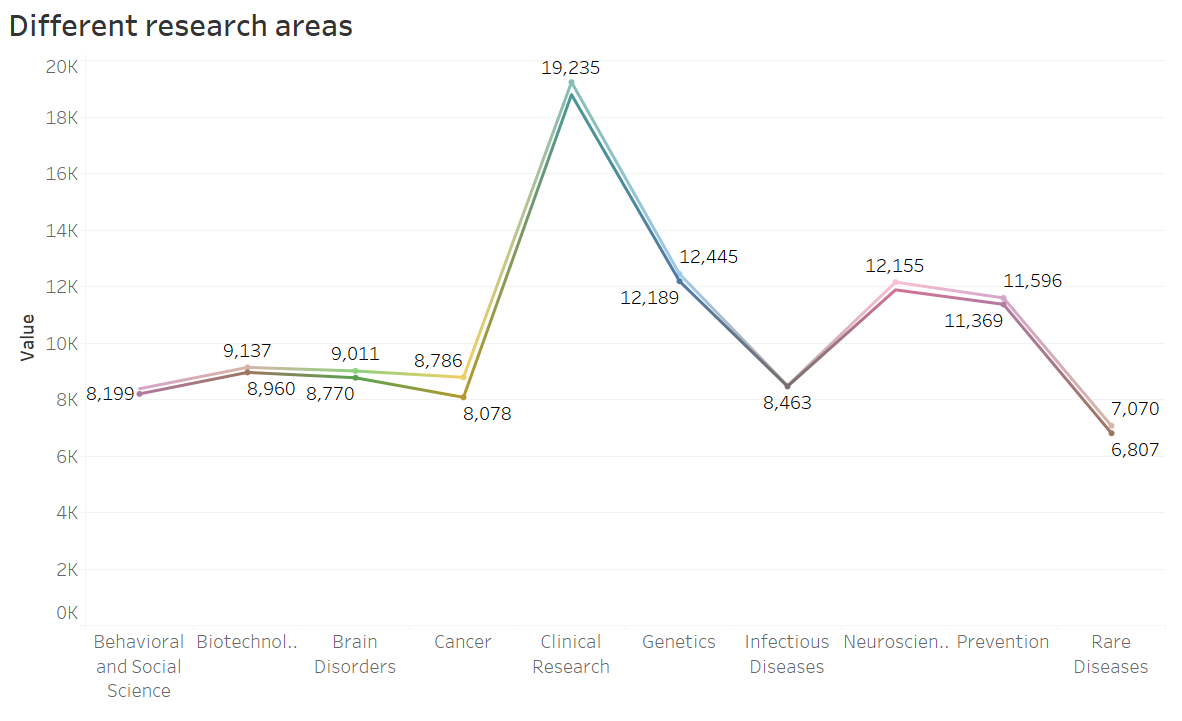 Different research areas
20K
18K
16K
14K
12K
10K
8K
6K
4K
2K
0K
Value
8,199
9,137
8,960
9,011
8,770
8,786
8,078
19,235
12,445
12,189
8,463
12,155
11,596
11,369
7,070
6,807
Behavioral
and Social
Science
Biotechnol..
Brain
Disorders
Cancer
Clinical
Research
Genetics
Infectious
Diseases
Neuroscien..
Prevention
Rare
Diseases